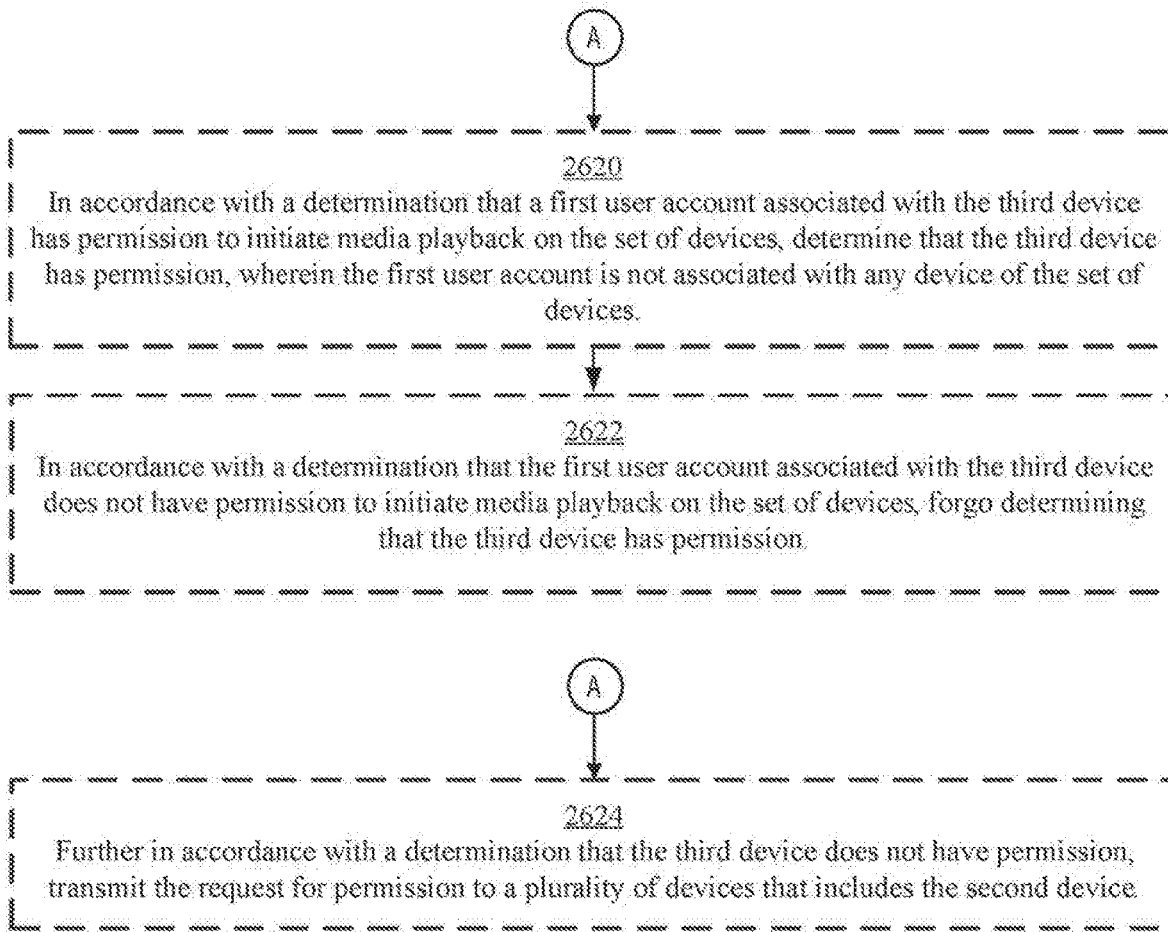 A
2620
In accordance with a determination that a first user account associated with the third device
has permission to initiate media playback on the set of devices, determine that the third device
has permission, wherein the first user account is not associated with any device of the set of
devices.
2622
In accordance with a determination that the first user account associated with the third device
does not have permission to initiate media playback on the set of devices, forgo determining
that the third device has permission.
A
2624
Further in accordance with a determination that the third device does not have permission,
transmit the request for permission to a plurality of devices that includes the second device